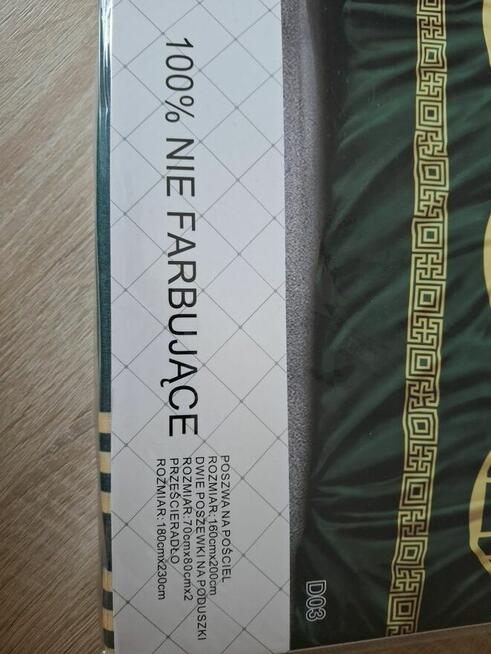 100% NIE FARBUJĄCE
POSZWA NA POŚCIEL
ROZMIAR:160cmx200cm
DWIE POSZEWKI NA PODUSZKI
ROZMIAR:70cmx80cmx2
PRZEŚCIERADŁO
ROZMIAR:180cmx230cm
D03